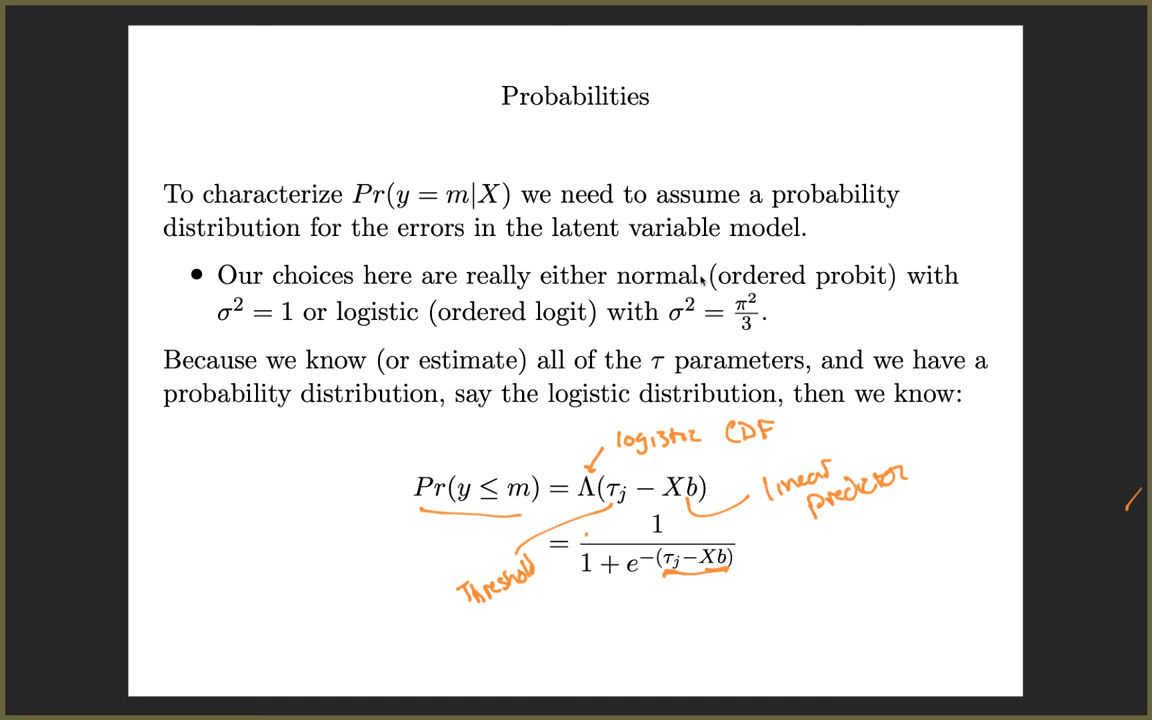 Probabilities
To characterize Pr(y = m|X) we need to assume a probability
distribution for the errors in the latent variable model.
• Our choices here are really either normal (ordered probit) with
σ² = 1 or logistic (ordered logit) with σ² = π²/3.
Because we know (or estimate) all of the τ parameters, and we have a
probability distribution, say the logistic distribution, then we know:
logistic CDF
Pr(y ≤ m) = Λ(τⱼ − Xb)
linear
predictor
= 1 / (1 + e^−(τⱼ−Xb))
Threshold